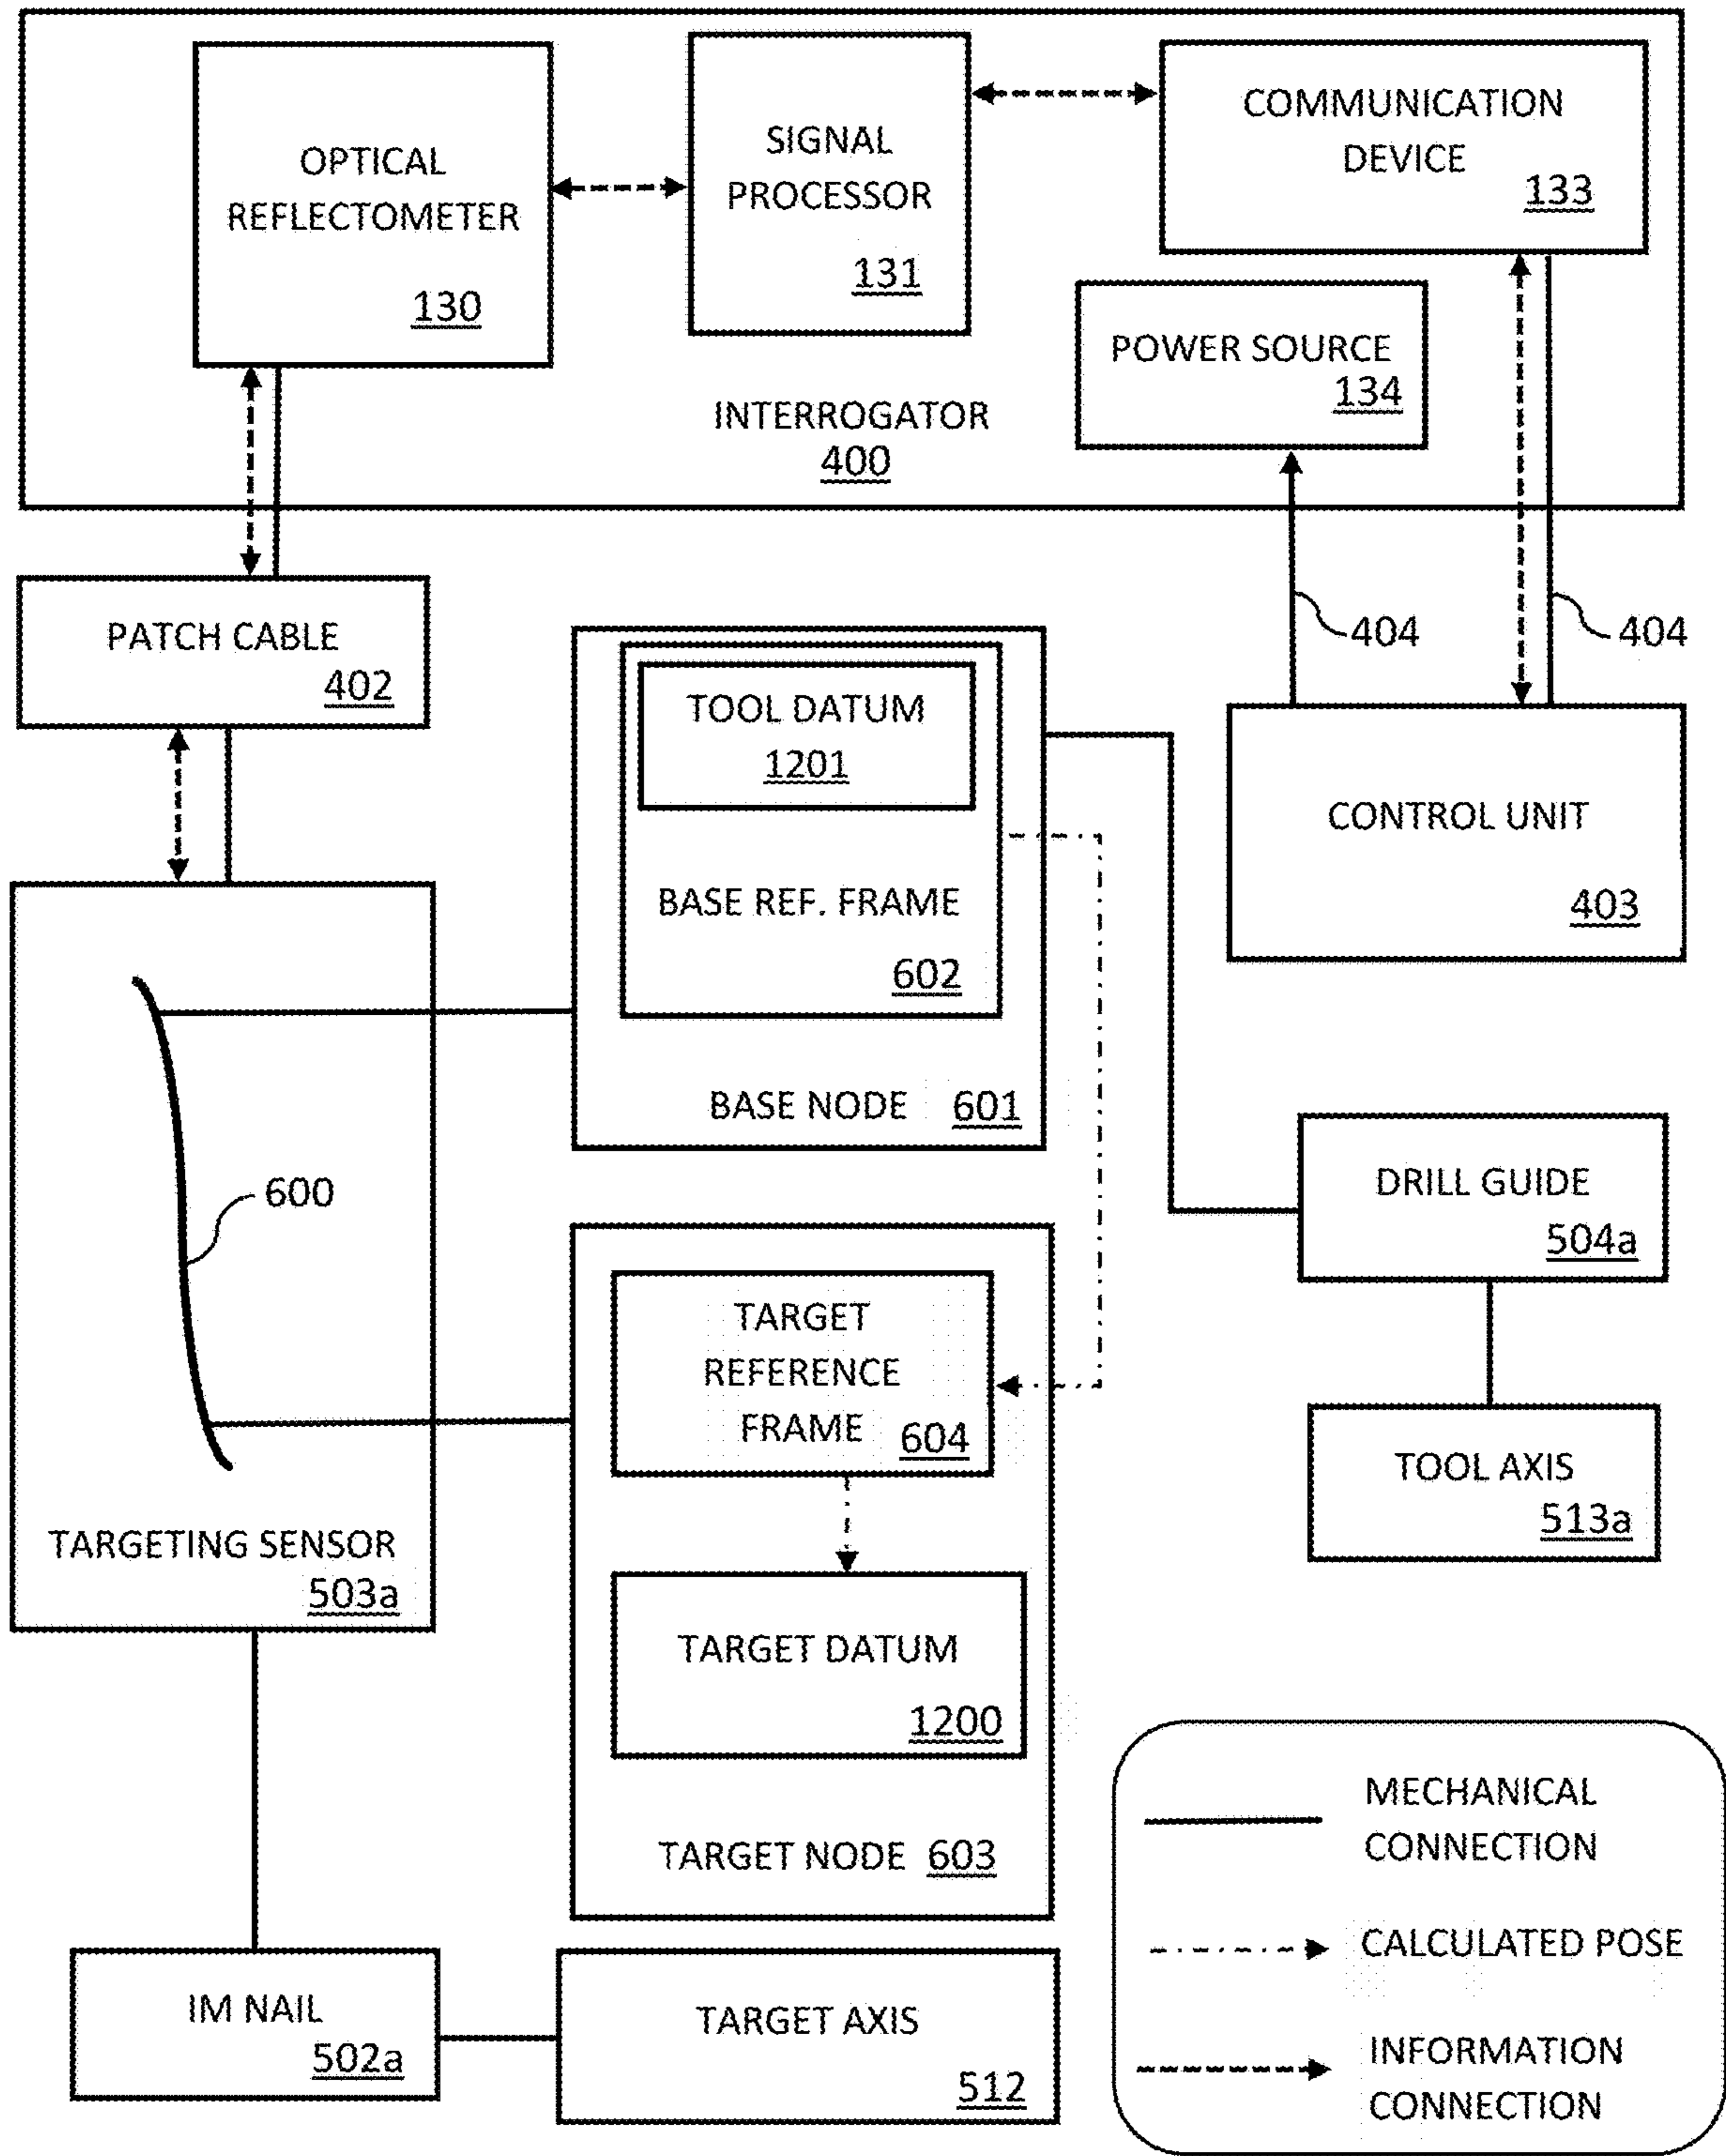 OPTICAL
REFLECTOMETER
130
SIGNAL
PROCESSOR
131
COMMUNICATION
DEVICE
133
POWER SOURCE
134
INTERROGATOR
400
PATCH CABLE
402
404
404
TOOL DATUM
1201
BASE REF. FRAME
602
BASE NODE 601
CONTROL UNIT
403
600
TARGETING SENSOR
503a
TARGET
REFERENCE
FRAME
604
TARGET DATUM
1200
TARGET NODE 603
DRILL GUIDE
504a
TOOL AXIS
513a
IM NAIL
502a
TARGET AXIS
512
MECHANICAL
CONNECTION
CALCULATED POSE
INFORMATION
CONNECTION